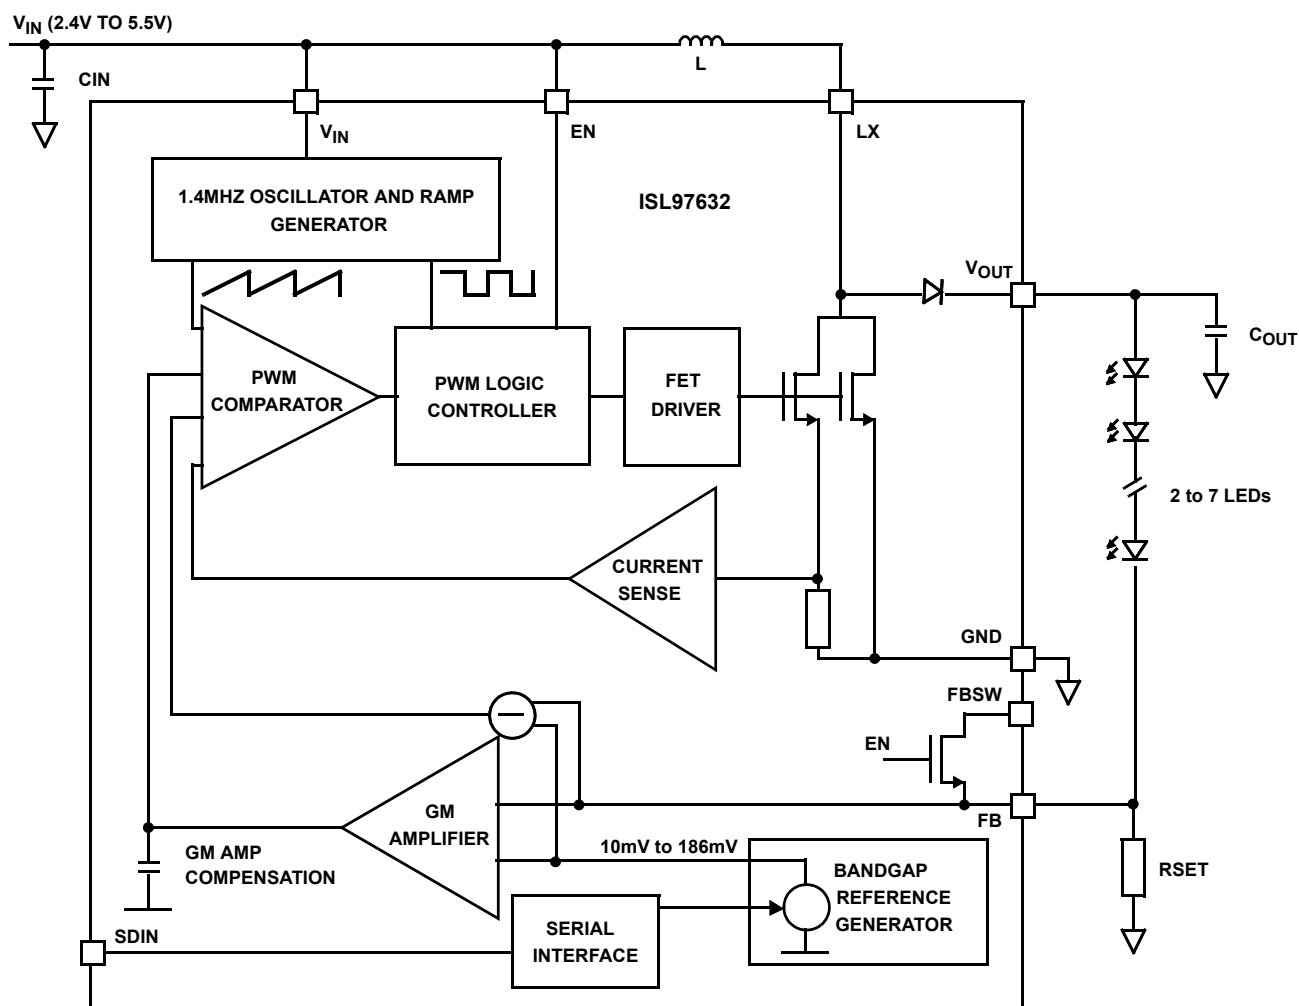 VIN (2.4V TO 5.5V)
CIN
L
VIN
EN
LX
1.4MHZ OSCILLATOR AND RAMP
GENERATOR
ISL97632
VOUT
COUT
PWM
COMPARATOR
PWM LOGIC
CONTROLLER
FET
DRIVER
2 to 7 LEDs
CURRENT
SENSE
GND
FBSW
EN
GM
AMPLIFIER
FB
10mV to 186mV
GM AMP
COMPENSATION
BANDGAP
REFERENCE
GENERATOR
RSET
SDIN
SERIAL
INTERFACE